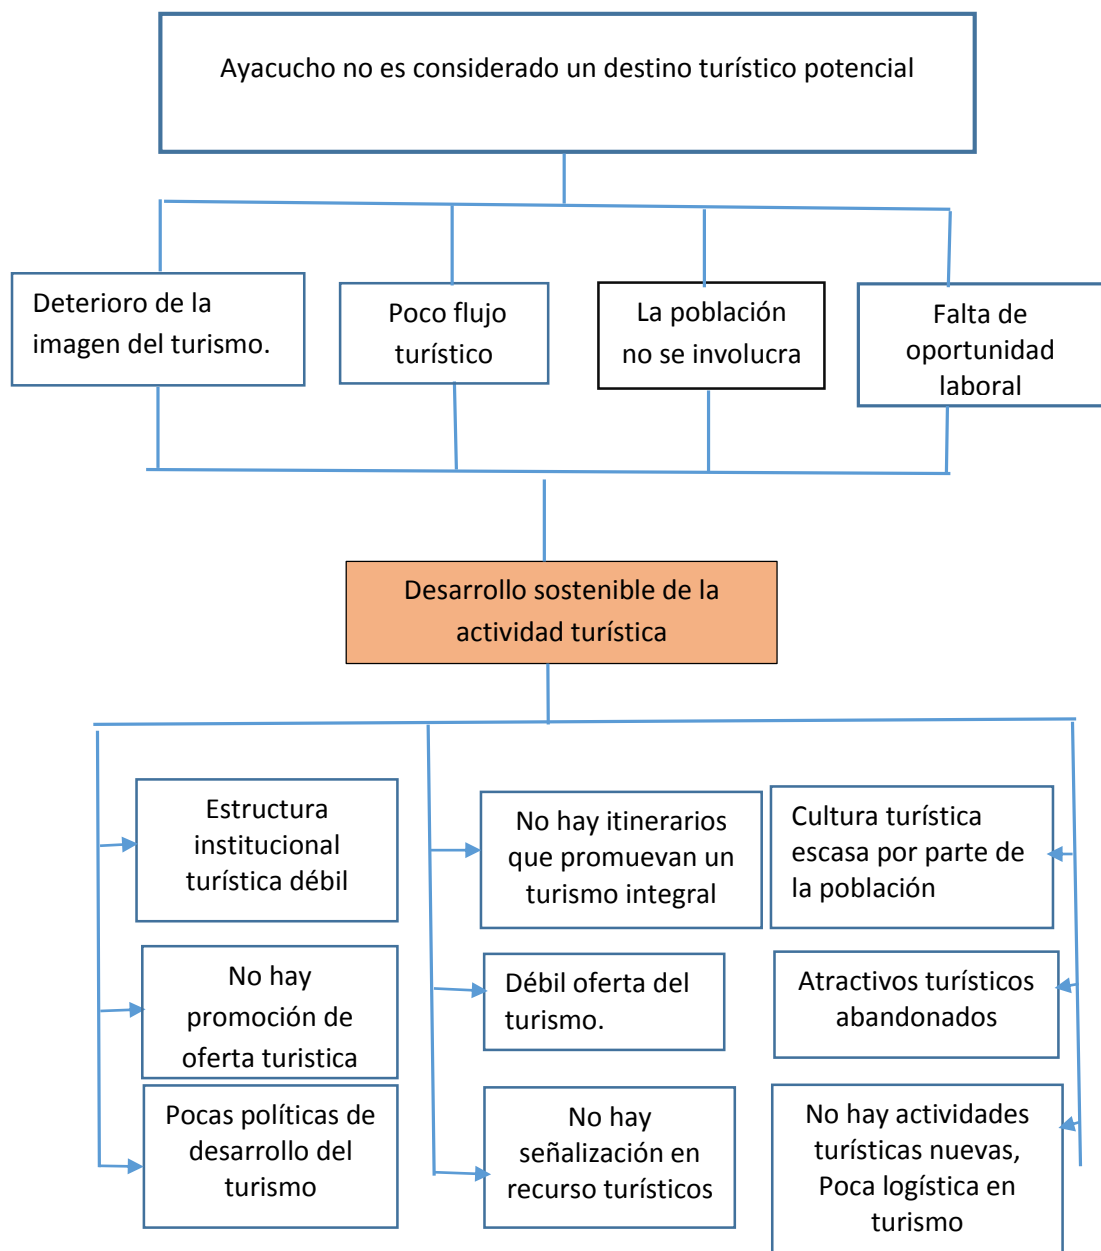 Ayacucho no es considerado un destino turístico potencial
Deterioro de la
imagen del turismo.
Poco flujo
turístico
La población
no se involucra
Falta de
oportunidad
laboral
Desarrollo sostenible de la
actividad turística
Estructura
institucional
turística débil
No hay
promoción de
oferta turistica
Pocas políticas de
desarrollo del
turismo
No hay itinerarios
que promuevan un
turismo integral
Débil oferta del
turismo.
No hay
señalización en
recurso turísticos
Cultura turística
escasa por parte de
la población
Atractivos turísticos
abandonados
No hay actividades
turísticas nuevas,
Poca logística en
turismo